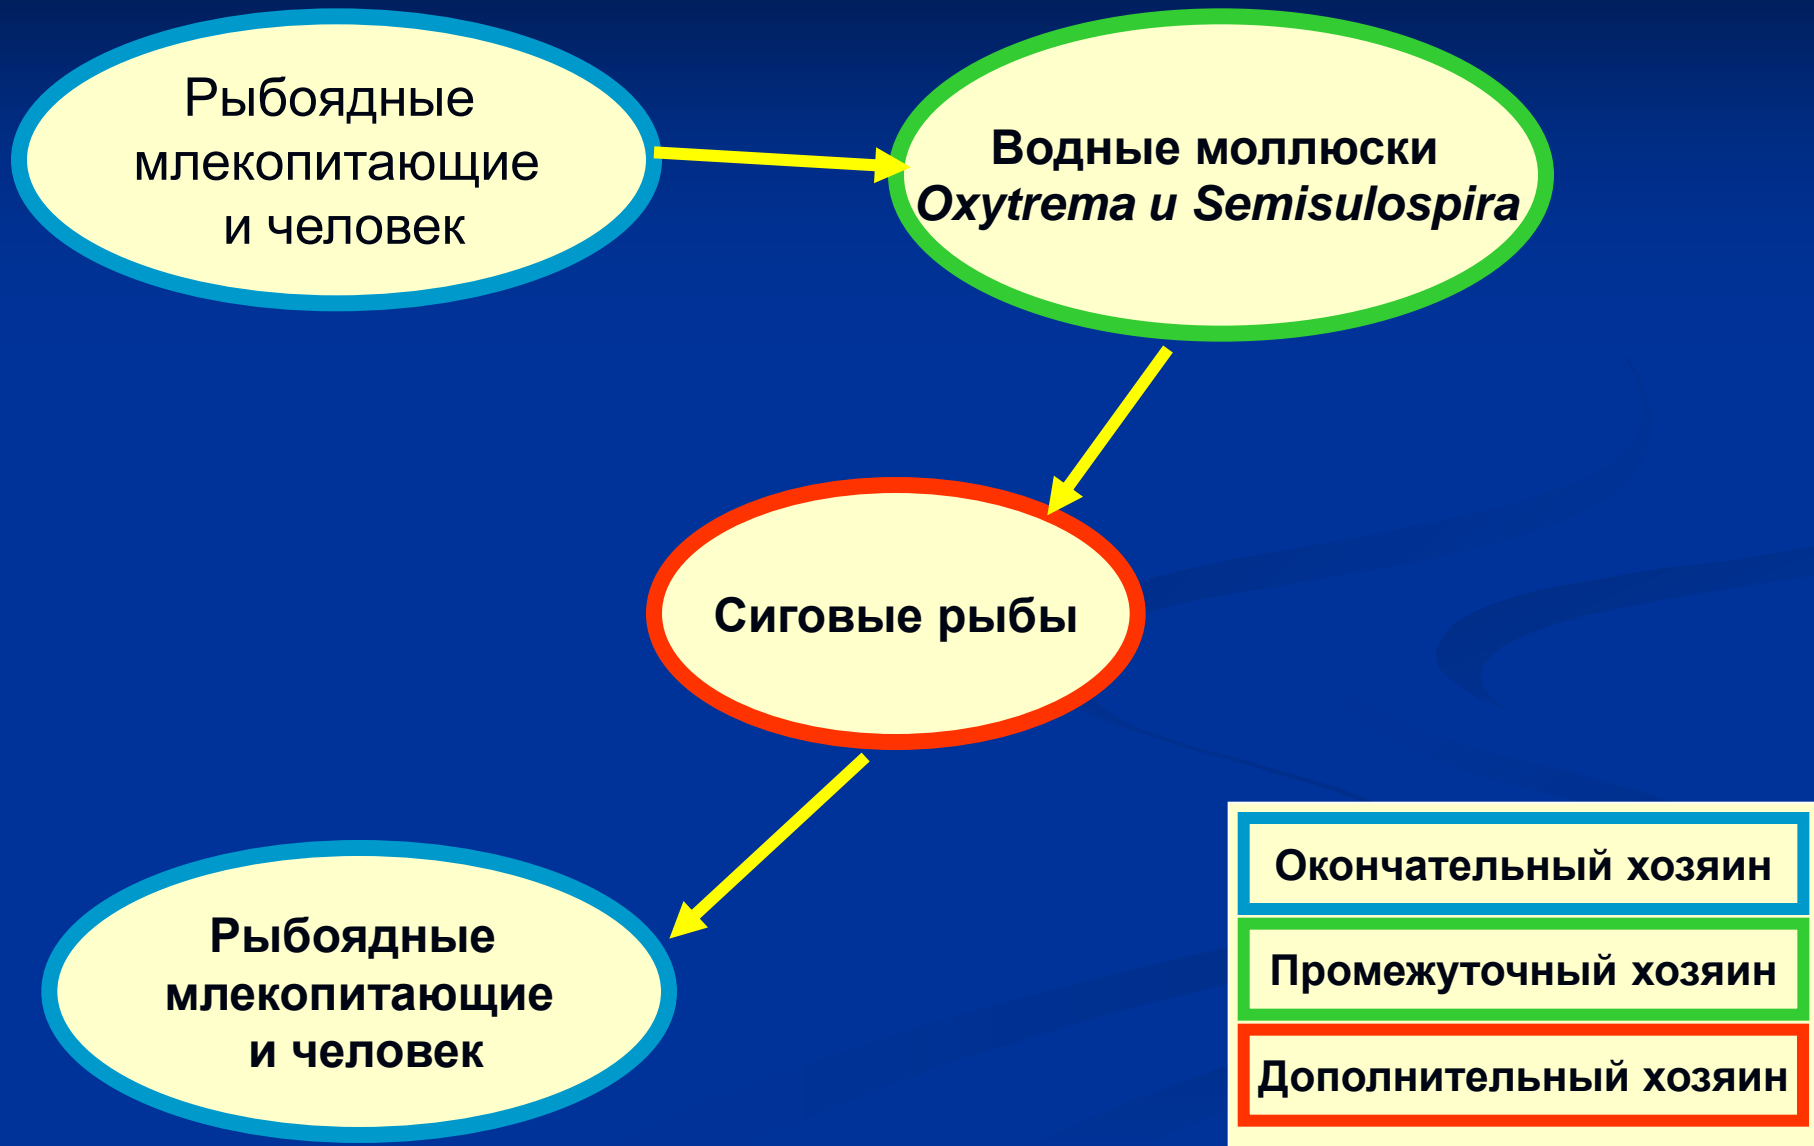 Рыбоядные
млекопитающие
и человек
Водные моллюски
Oxytrema и Semisulospira
Сиговые рыбы
Рыбоядные
млекопитающие
и человек
Окончательный хозяин
Промежуточный хозяин
Дополнительный хозяин